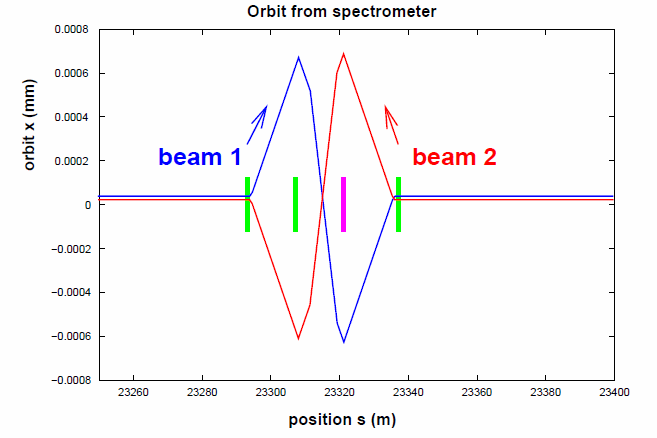 Orbit from spectrometer
orbit x (mm)
0.0008
0.0006
0.0004
0.0002
0
−0.0002
−0.0004
−0.0006
−0.0008
beam 1
beam 2
23260 23280 23300 23320 23340 23360 23380 23400
position s (m)